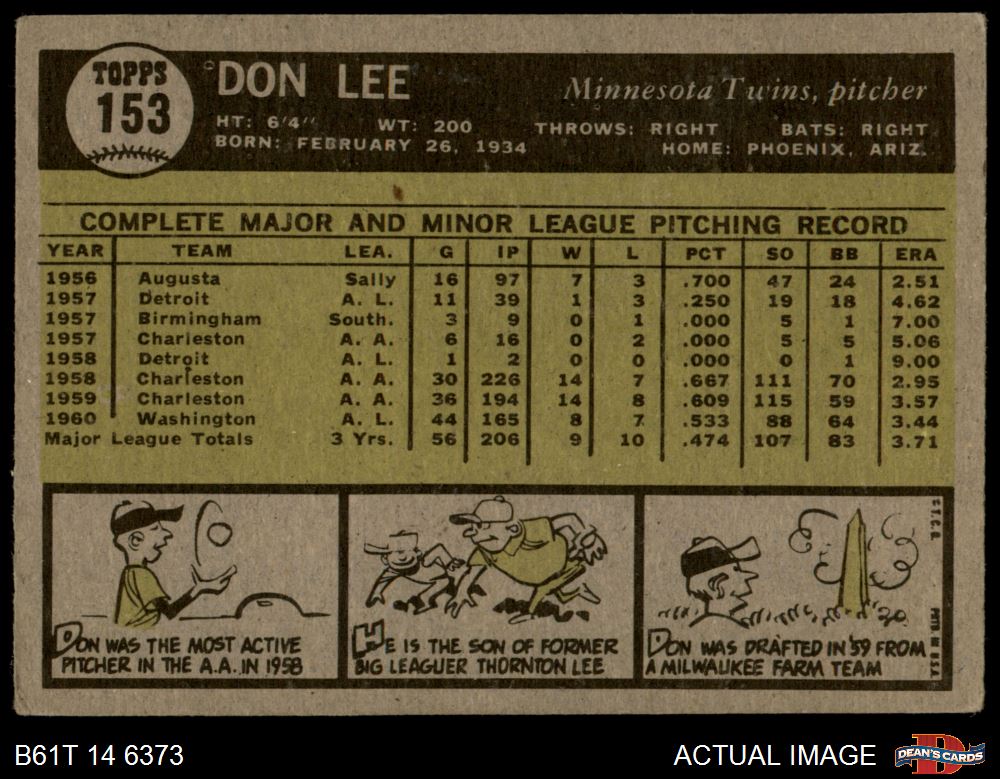 TOPPS
153
DON LEE
Minnesota Twins, pitcher
HT: 6'4" WT: 200 THROWS: RIGHT BATS: RIGHT
BORN: FEBRUARY 26, 1934 HOME: PHOENIX, ARIZ.
COMPLETE MAJOR AND MINOR LEAGUE PITCHING RECORD
YEAR TEAM LEA. G IP W L PCT SO BB ERA
1956 Augusta Sally 16 97 7 3 .700 47 24 2.51
1957 Detroit A. L. 11 39 1 3 .250 19 18 4.62
1957 Birmingham South. 3 9 0 1 .000 5 1 7.00
1957 Charleston A. A. 6 16 0 2 .000 5 5 5.06
1958 Detroit A. L. 1 2 0 0 .000 0 1 9.00
1958 Charleston A. A. 30 226 14 7 .667 111 70 2.95
1959 Charleston A. A. 36 194 14 8 .609 115 59 3.57
1960 Washington A. L. 44 165 8 7 .533 88 64 3.44
Major League Totals 3 Yrs. 56 206 9 10 .474 107 83 3.71
DON WAS THE MOST ACTIVE
PITCHER IN THE A.A. IN 1958
HE IS THE SON OF FORMER
BIG LEAGUER THORNTON LEE
DON WAS DRAFTED IN '59 FROM
A MILWAUKEE FARM TEAM
©T.C.G.
PRTD IN U.S.A.
B61T 14 6373
ACTUAL IMAGE
DEAN'S CARDS